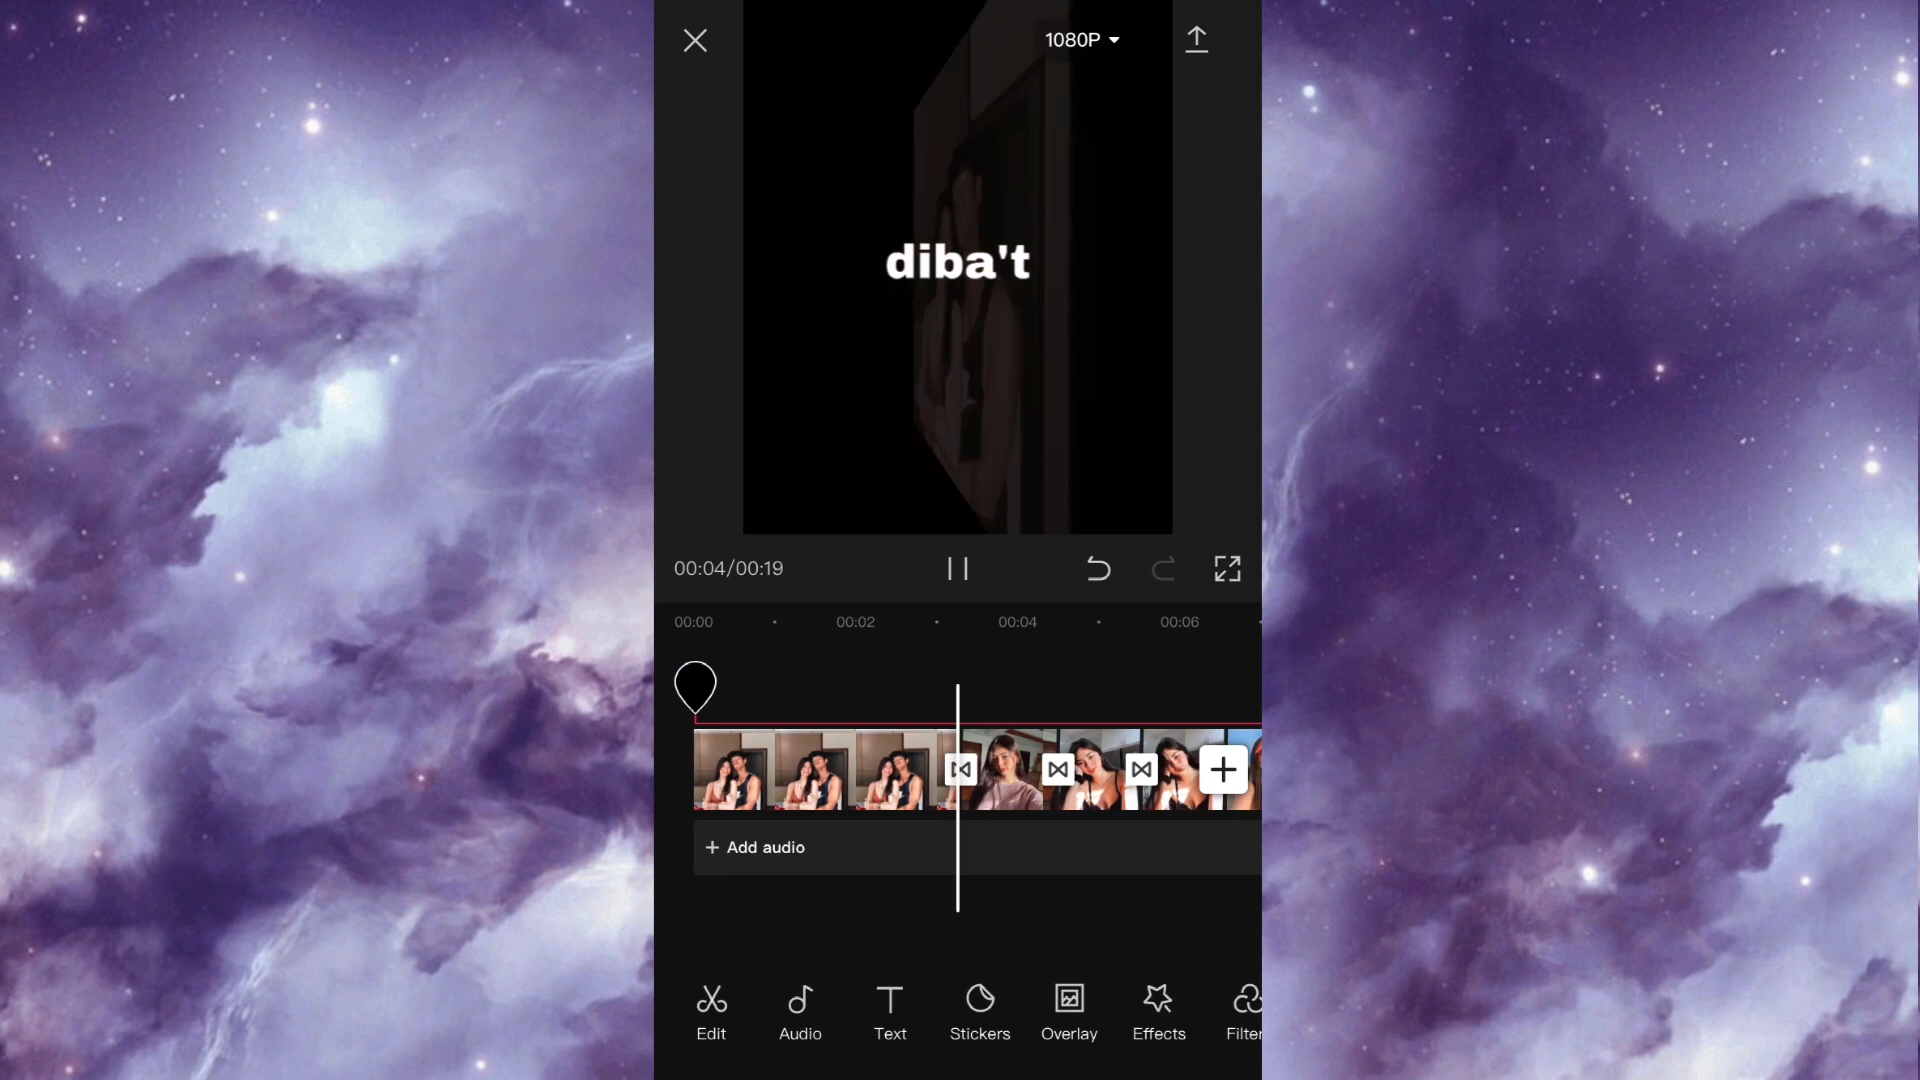 1080P
diba't
00:04/00:19
00:00 00:02 00:04 00:06
+ Add audio
Edit Audio Text Stickers Overlay Effects Filter